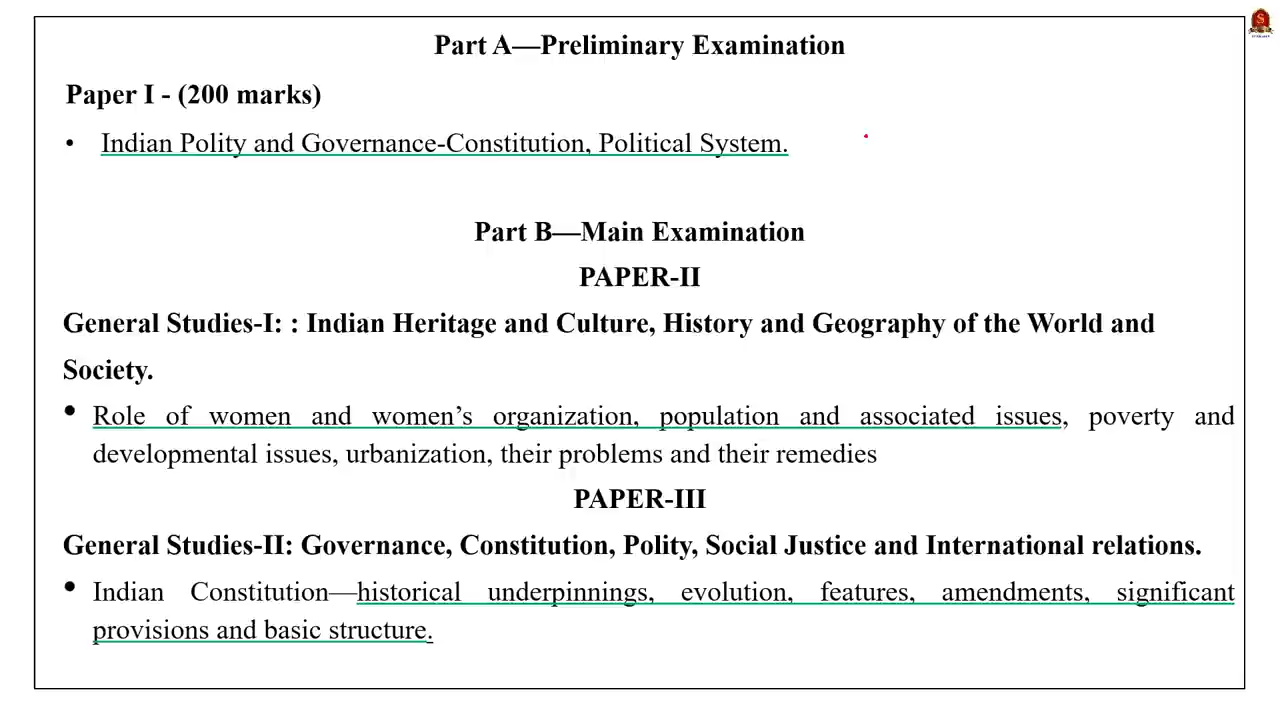 Part A—Preliminary Examination
Paper I - (200 marks)
• Indian Polity and Governance-Constitution, Political System.
Part B—Main Examination
PAPER-II
General Studies-I: : Indian Heritage and Culture, History and Geography of the World and
Society.
• Role of women and women’s organization, population and associated issues, poverty and
developmental issues, urbanization, their problems and their remedies
PAPER-III
General Studies-II: Governance, Constitution, Polity, Social Justice and International relations.
• Indian Constitution—historical underpinnings, evolution, features, amendments, significant
provisions and basic structure.